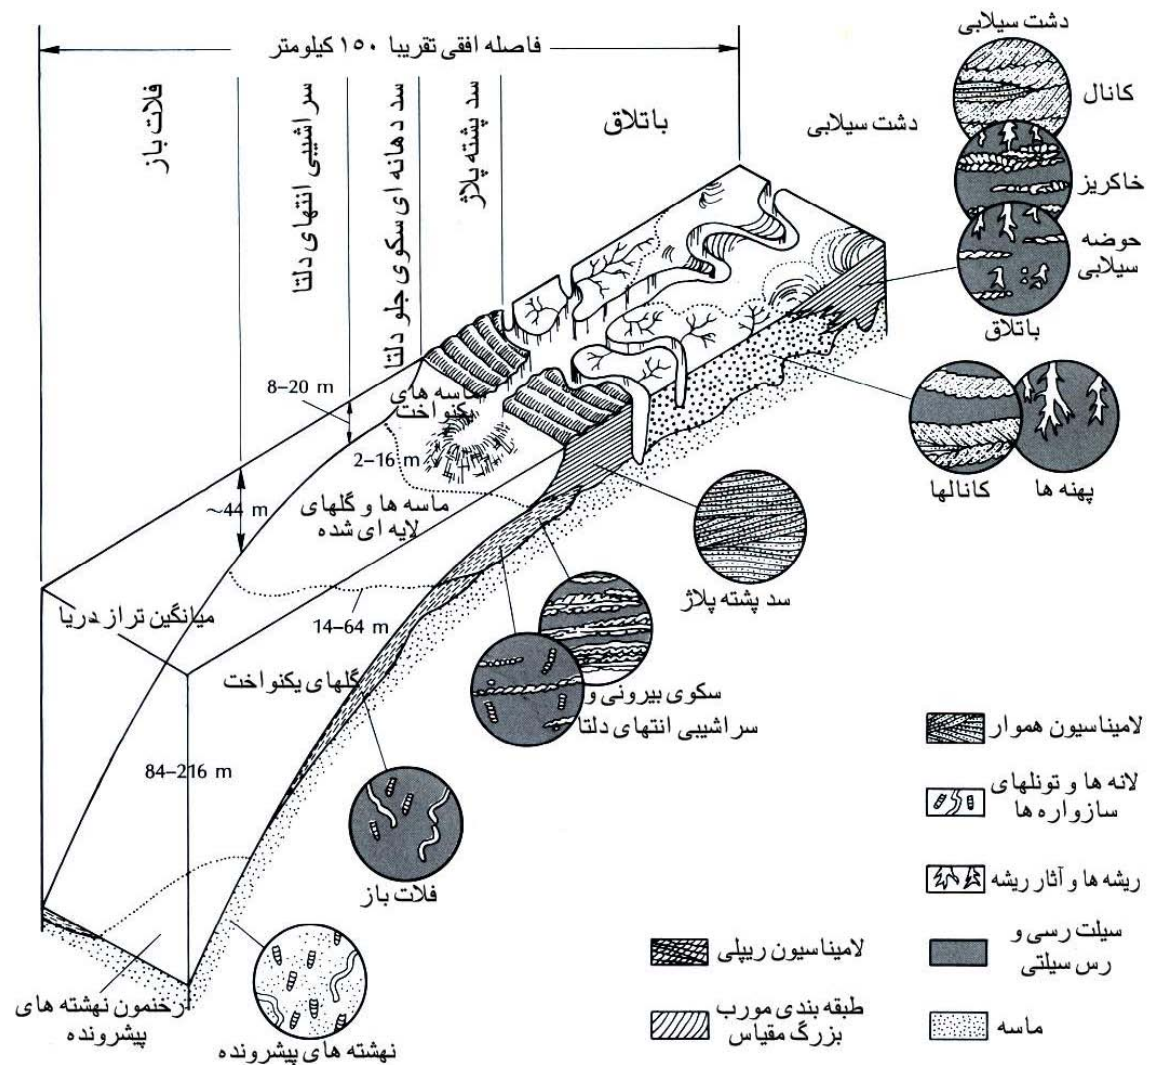 فاصله افقی تقریبا ۱۵۰ کیلومتر
فلات باز
سراشیبی انتهای دلتا
سد دهانه ای سکوی جلو دلتا
سد پشته پلاژ
باتلاق
دشت سیلابی
دشت سیلابی
کانال
خاکریز
حوضه
سیلابی
باتلاق
کانالها
پهنه ها
8–20 m
ماسه های
یکنواخت
2–16 m
~44 m
ماسه ها و گلهای
لایه ای شده
سد پشته پلاژ
میانگین تراز دریا
14–64 m
گلهای یکنواخت
سکوی بیرونی و
سراشیبی انتهای دلتا
84–216 m
فلات باز
رخنمون نهشته های
پیشرونده
نهشته های پیشرونده
لامیناسیون هموار
لانه ها و تونلهای
سازواره ها
ریشه ها و آثار ریشه
سیلت رسی و
رس سیلتی
ماسه
لامیناسیون ریپلی
طبقه بندی مورب
بزرگ مقیاس